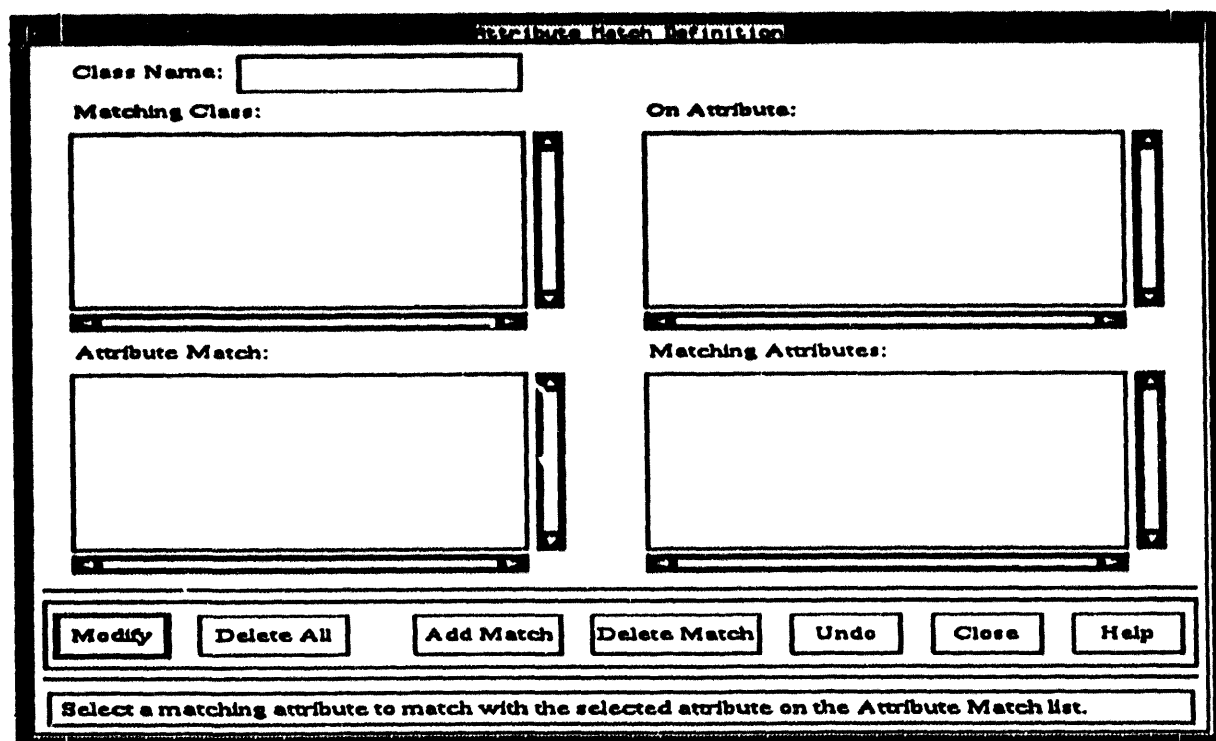 Attribute Match Definition
Class Name:
Matching Class:
On Attribute:
Attribute Match:
Matching Attributes:
Modify
Delete All
Add Match
Delete Match
Undo
Close
Help
Select a matching attribute to match with the selected attribute on the Attribute Match list.